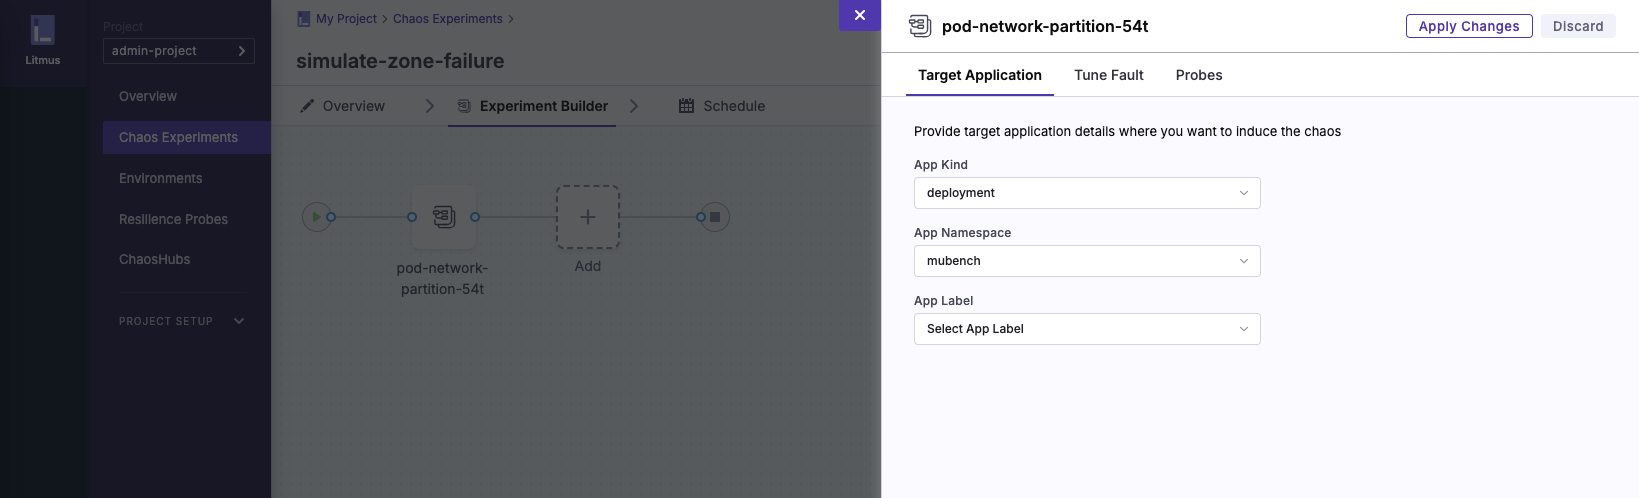 Litmus
Project
admin-project
Overview
Chaos Experiments
Environments
Resilience Probes
ChaosHubs
PROJECT SETUP
My Project > Chaos Experiments >
simulate-zone-failure
Overview
Experiment Builder
Schedule
pod-network-
partition-54t
Add
pod-network-partition-54t
Apply Changes
Discard
Target Application
Tune Fault
Probes
Provide target application details where you want to induce the chaos
App Kind
deployment
App Namespace
mubench
App Label
Select App Label